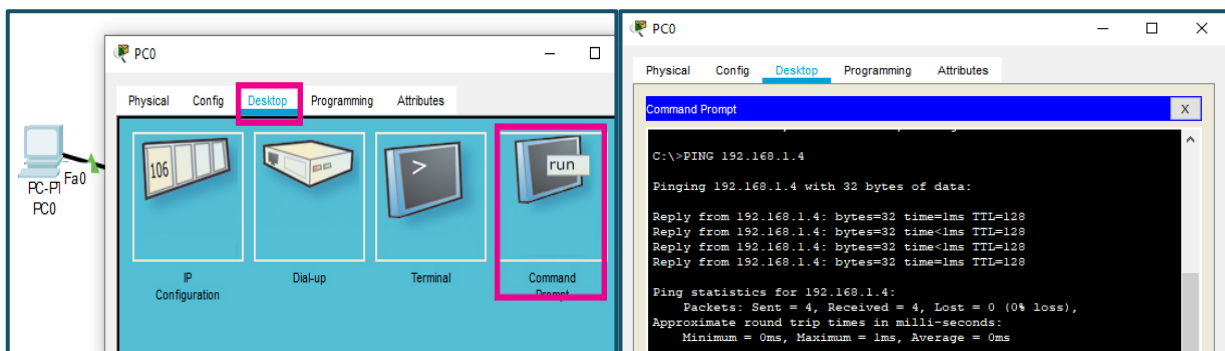 PC0
Physical Config Desktop Programming Attributes
106
>
run
IP
Configuration
Dial-up
Terminal
Command
Prompt
Fa0
PC-PT
PC0
PC0
Physical Config Desktop Programming Attributes
Command Prompt
X
C:\>PING 192.168.1.4
Pinging 192.168.1.4 with 32 bytes of data:
Reply from 192.168.1.4: bytes=32 time=1ms TTL=128
Reply from 192.168.1.4: bytes=32 time<1ms TTL=128
Reply from 192.168.1.4: bytes=32 time<1ms TTL=128
Reply from 192.168.1.4: bytes=32 time=1ms TTL=128
Ping statistics for 192.168.1.4:
Packets: Sent = 4, Received = 4, Lost = 0 (0% loss),
Approximate round trip times in milli-seconds:
Minimum = 0ms, Maximum = 1ms, Average = 0ms